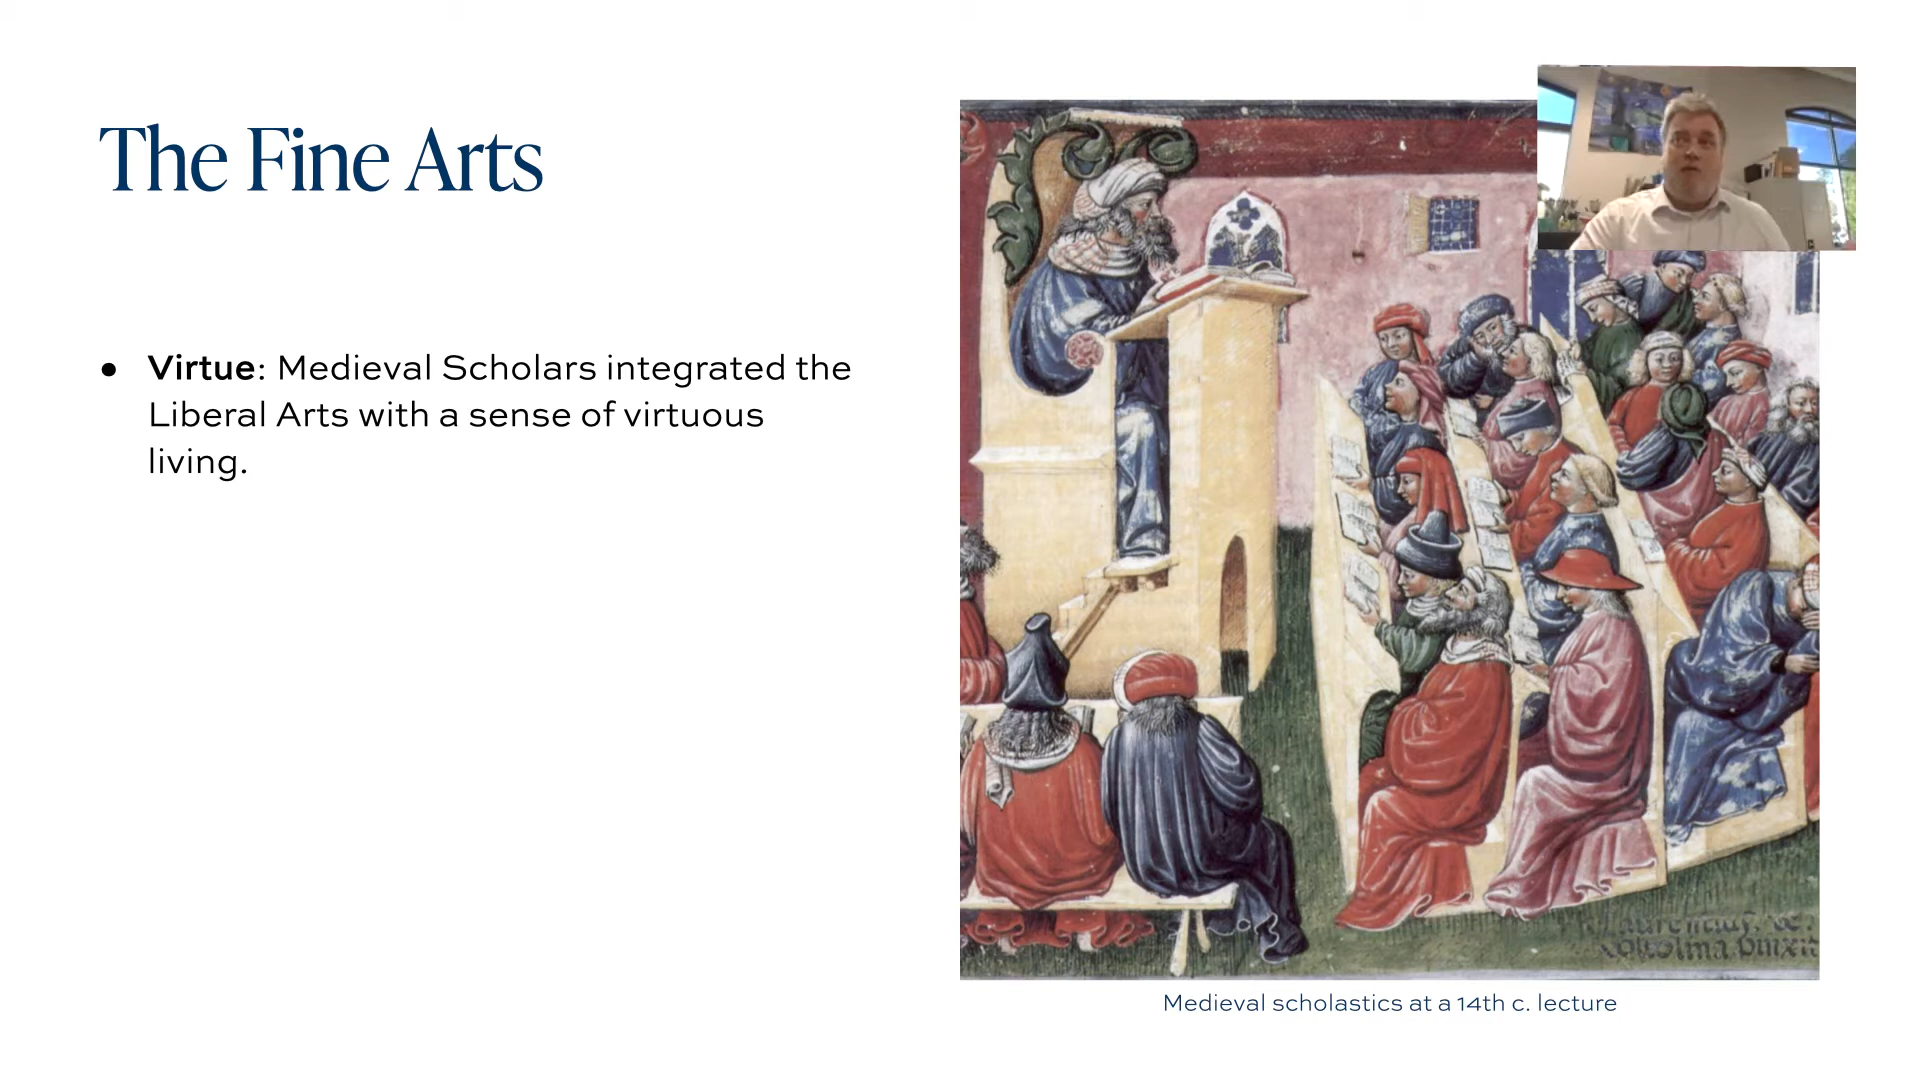 The Fine Arts
● Virtue: Medieval Scholars integrated the
Liberal Arts with a sense of virtuous
living.
Medieval scholastics at a 14th c. lecture